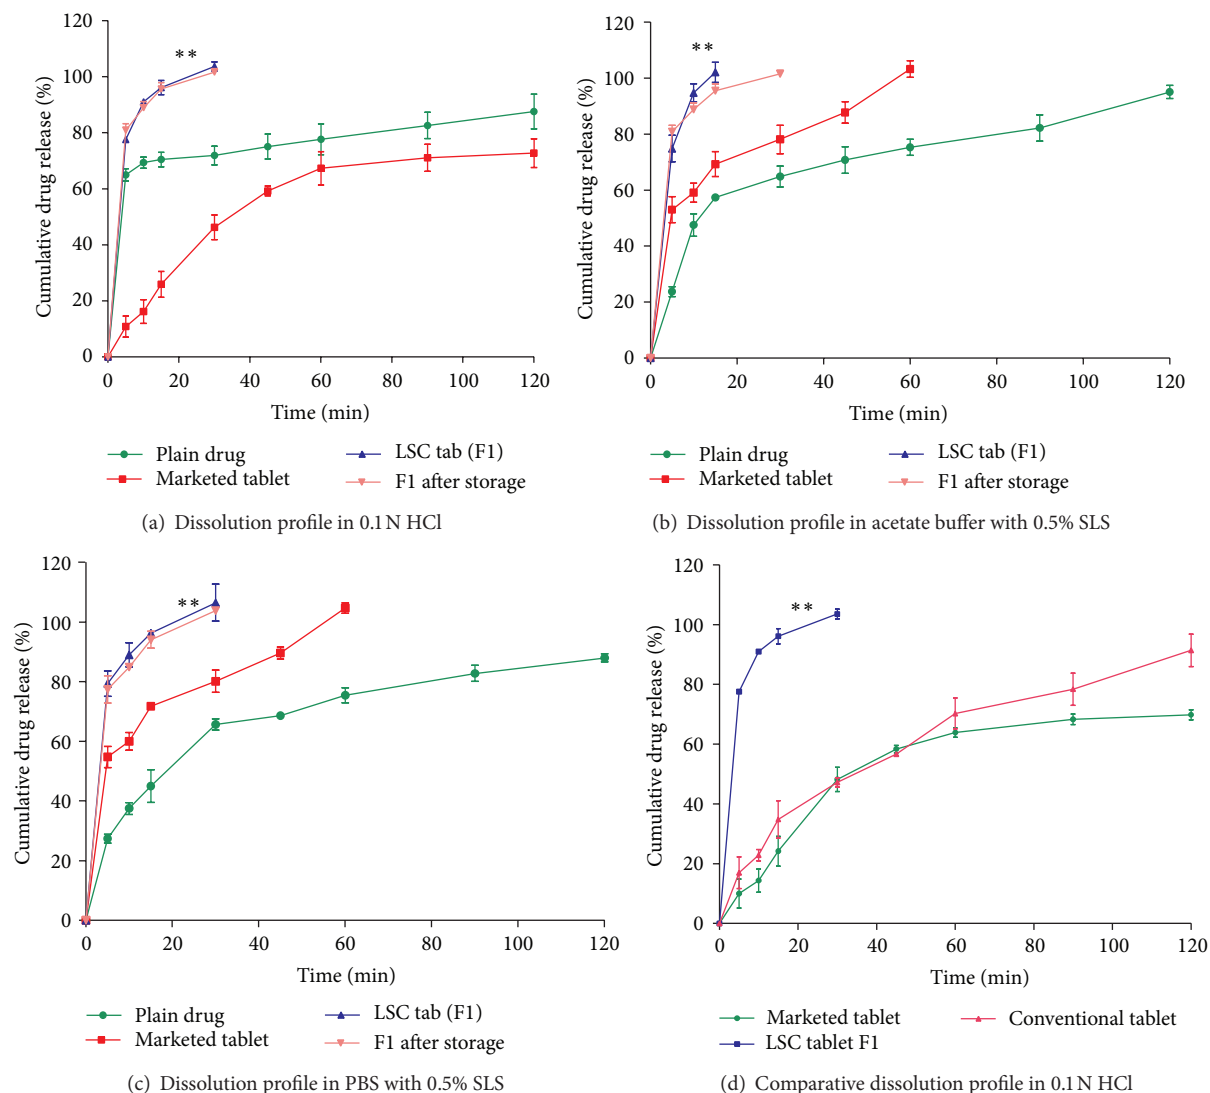 120
100
80
60
40
20
0
Cumulative drug release (%)
**
0 20 40 60 80 100 120
Time (min)
Plain drug
Marketed tablet
LSC tab (F1)
F1 after storage
(a) Dissolution profile in 0.1 N HCl
120
100
80
60
40
20
0
Cumulative drug release (%)
**
0 20 40 60 80 100 120
Time (min)
Plain drug
Marketed tablet
LSC tab (F1)
F1 after storage
(b) Dissolution profile in acetate buffer with 0.5% SLS
120
100
80
60
40
20
0
Cumulative drug release (%)
**
0 20 40 60 80 100 120
Time (min)
Plain drug
Marketed tablet
LSC tab (F1)
F1 after storage
(c) Dissolution profile in PBS with 0.5% SLS
120
100
80
60
40
20
0
Cumulative drug release (%)
**
0 20 40 60 80 100 120
Time (min)
Marketed tablet
LSC tablet F1
Conventional tablet
(d) Comparative dissolution profile in 0.1 N HCl